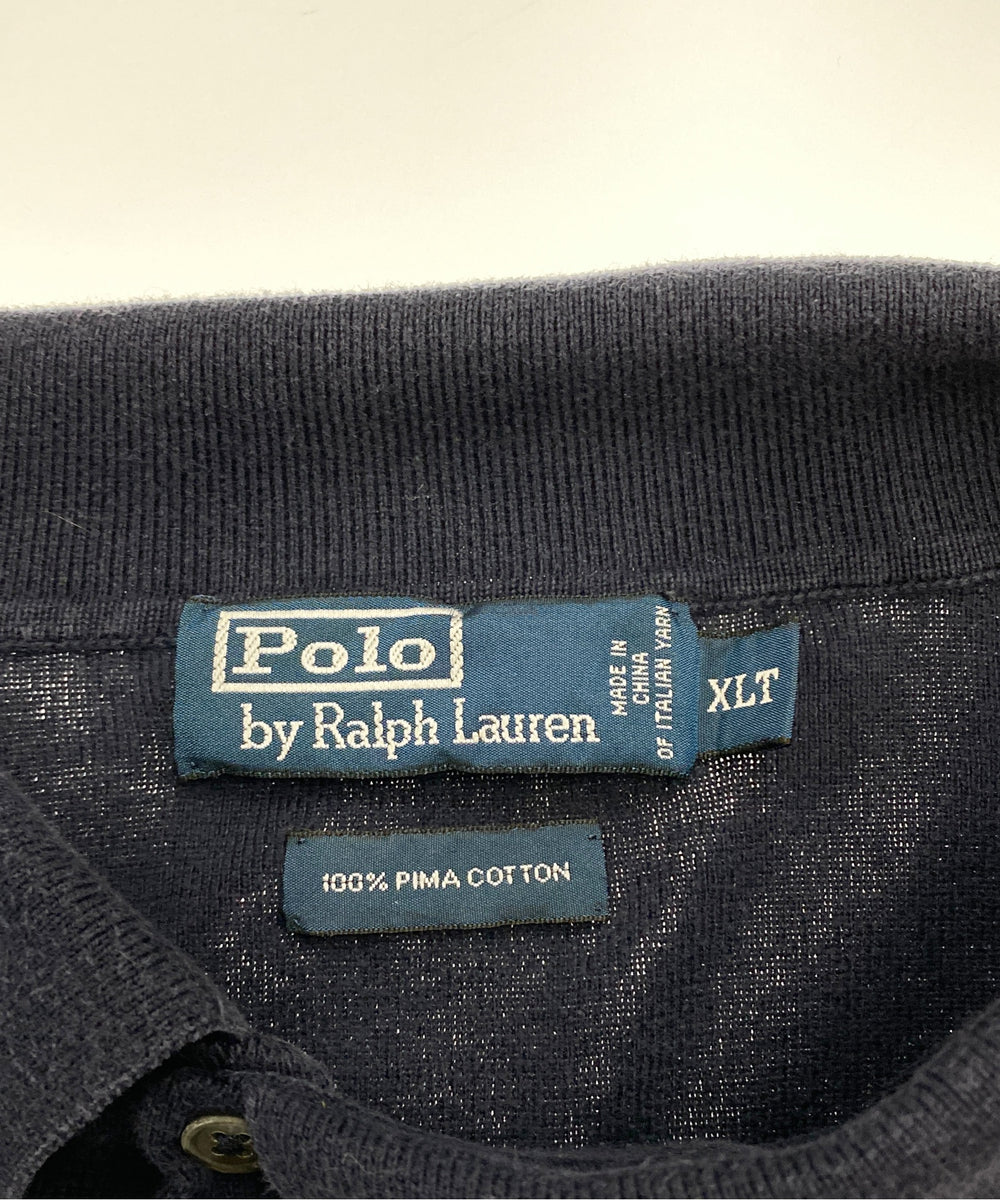 Polo
by Ralph Lauren
MADE IN
CHINA
OF ITALIAN YARN
XLT
100% PIMA COTTON